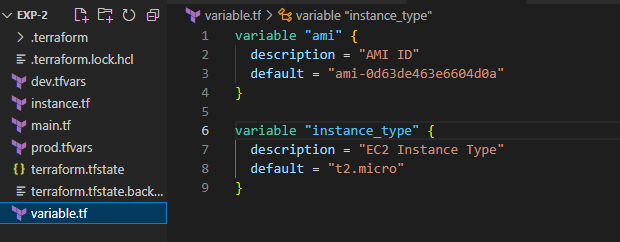 EXP-2
.terraform
.terraform.lock.hcl
dev.tfvars
instance.tf
main.tf
prod.tfvars
terraform.tfstate
terraform.tfstate.back...
variable.tf
variable.tf > variable "instance_type"
1 variable "ami" {
2   description = "AMI ID"
3   default = "ami-0d63de463e6604d0a"
4 }
5
6 variable "instance_type" {
7   description = "EC2 Instance Type"
8   default = "t2.micro"
9 }